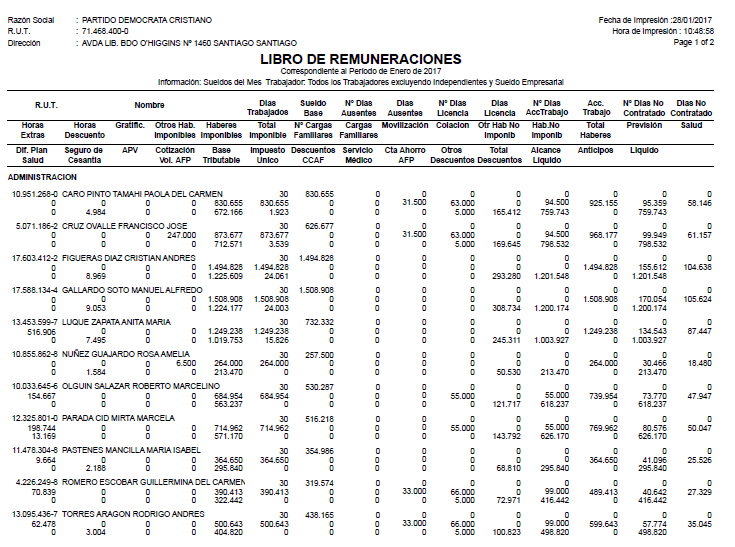 Razón Social : PARTIDO DEMOCRATA CRISTIANO Fecha de Impresión :28/01/2017
R.U.T. : 71.468.400-0 Hora de Impresión : 10:48:58
Dirección : AVDA LIB. BDO O'HIGGINS Nº 1460 SANTIAGO SANTIAGO Page 1 of 2
LIBRO DE REMUNERACIONES
Correspondiente al Período de Enero de 2017
Información: Sueldos del Mes Trabajador: Todos los Trabajadores excluyendo Independientes y Sueldo Empresarial
R.U.T. Nombre Dias Trabajados Sueldo Base Nº Dias Ausentes Dias Ausentes Nº Dias Licencia Dias Licencia Nº Dias AccTrabajo Acc. Trabajo Nº Dias No Contratado Dias No Contratado
Horas Extras Horas Descuento Gratific. Otros Hab. Imponibles Haberes Imponibles Total Imponible Nº Cargas Familiares Cargas Familiares Movilización Colacion Otr Hab No Imponib Hab.No Imponib Total Haberes Previsión Salud
Dif. Plan Salud Seguro de Cesantia APV Cotización Vol. AFP Base Tributable Impuesto Unico Descuentos CCAF Servicio Médico Cta Ahorro AFP Otros Descuentos Total Descuentos Alcance Liquido Anticipos Liquido
ADMINISTRACION
10.951.268-0 CARO PINTO TAMAHI PAOLA DEL CARMEN 30 830.655 0 0 0 0 0 0 0 0
0 0 0 0 830.655 830.655 0 0 31.500 63.000 0 94.500 925.155 95.359 58.146
0 4.984 0 0 672.166 1.923 0 0 0 5.000 165.412 759.743 0 759.743
5.071.186-2 CRUZ OVALLE FRANCISCO JOSE 30 626.677 0 0 0 0 0 0 0 0
0 0 0 247.000 873.677 873.677 0 0 31.500 63.000 0 94.500 968.177 99.949 61.157
0 0 0 0 712.571 3.539 0 0 0 5.000 169.645 798.532 0 798.532
17.603.412-2 FIGUERAS DIAZ CRISTIAN ANDRES 30 1.494.828 0 0 0 0 0 0 0 0
0 0 0 0 1.494.828 1.494.828 0 0 0 0 0 0 1.494.828 155.612 104.638
0 8.969 0 0 1.225.609 24.061 0 0 0 0 293.280 1.201.548 0 1.201.548
17.588.134-4 GALLARDO SOTO MANUEL ALFREDO 30 1.508.908 0 0 0 0 0 0 0 0
0 0 0 0 1.508.908 1.508.908 0 0 0 0 0 0 1.508.908 170.054 105.624
0 9.053 0 0 1.224.177 24.003 0 0 0 0 308.734 1.200.174 0 1.200.174
13.453.599-7 LUQUE ZAPATA ANITA MARIA 30 732.332 0 0 0 0 0 0 0 0
516.906 0 0 0 1.249.238 1.249.238 0 0 0 0 0 0 1.249.238 134.543 87.447
0 7.495 0 0 1.019.753 15.826 0 0 0 0 245.311 1.003.927 0 1.003.927
10.855.862-8 NUÑEZ GUAJARDO ROSA AMELIA 30 257.500 0 0 0 0 0 0 0 0
0 0 0 6.500 264.000 264.000 0 0 0 0 0 0 264.000 30.466 18.480
0 1.584 0 0 213.470 0 0 0 0 0 50.530 213.470 0 213.470
10.033.645-6 OLGUIN SALAZAR ROBERTO MARCELINO 30 530.287 0 0 0 0 0 0 0 0
154.667 0 0 0 684.954 684.954 0 0 0 55.000 0 55.000 739.954 73.770 47.947
0 0 0 0 563.237 0 0 0 0 0 121.717 618.237 0 618.237
12.325.801-0 PARADA CID MIRTA MARCELA 30 516.218 0 0 0 0 0 0 0 0
198.744 0 0 0 714.962 714.962 0 0 0 55.000 0 55.000 769.962 80.576 50.047
13.169 0 0 0 571.170 0 0 0 0 0 143.792 626.170 0 626.170
11.478.304-6 PASTENES MANCILLA MARIA ISABEL 30 354.986 0 0 0 0 0 0 0 0
9.664 0 0 0 364.650 364.650 0 0 0 0 0 0 364.650 41.096 25.526
0 2.188 0 0 295.840 0 0 0 0 0 68.810 295.840 0 295.840
4.226.249-8 ROMERO ESCOBAR GUILLERMINA DEL CARMEN 30 319.574 0 0 0 0 0 0 0 0
70.839 0 0 0 390.413 390.413 0 0 33.000 66.000 0 99.000 489.413 40.642 27.329
0 0 0 0 322.442 0 0 0 0 5.000 72.971 416.442 0 416.442
13.095.436-7 TORRES ARAGON RODRIGO ANDRES 30 438.165 0 0 0 0 0 0 0 0
62.478 0 0 0 500.643 500.643 0 0 33.000 66.000 0 99.000 599.643 57.774 35.045
0 3.004 0 0 404.820 0 0 0 0 5.000 100.823 498.820 0 498.820